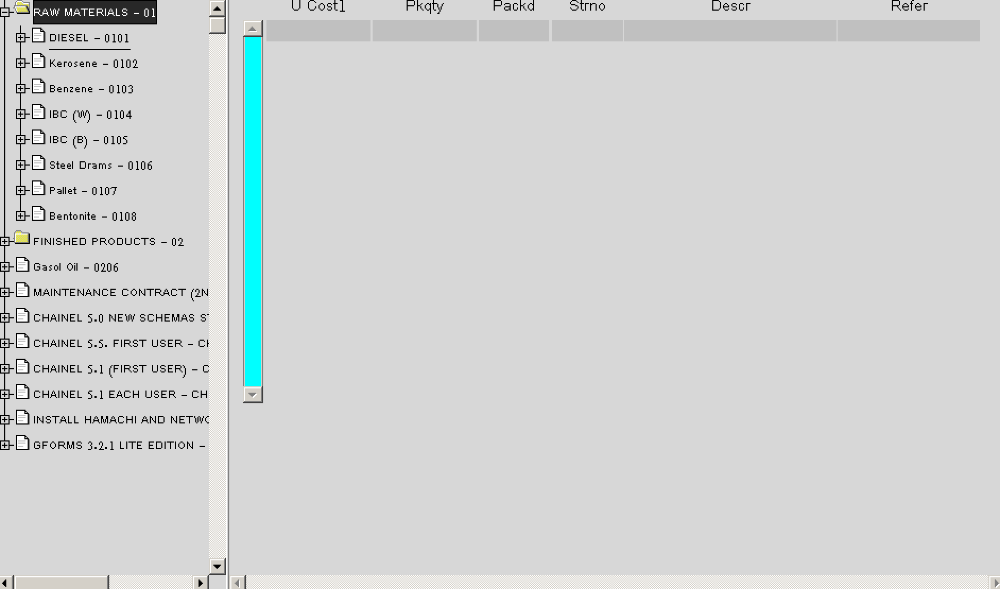 RAW MATERIALS - 01
DIESEL - 0101
Kerosene - 0102
Benzene - 0103
IBC (W) - 0104
IBC (B) - 0105
Steel Drams - 0106
Pallet - 0107
Bentonite - 0108
FINISHED PRODUCTS - 02
Gasol Oil - 0206
MAINTENANCE CONTRACT (2N
CHAINEL 5.0 NEW SCHEMAS S
CHAINEL 5.5. FIRST USER - CH
CHAINEL 5.1 (FIRST USER) - C
CHAINEL 5.1 EACH USER - CH
INSTALL HAMACHI AND NETWO
GFORMS 3.2.1 LITE EDITION -
U Cost1 Pkqty Packd Strno Descr Refer